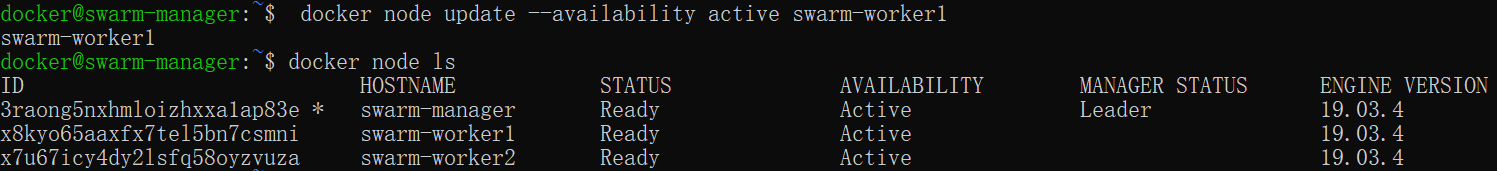 docker@swarm-manager:~$  docker node update --availability active swarm-worker1
swarm-worker1
docker@swarm-manager:~$ docker node ls
ID                            HOSTNAME            STATUS              AVAILABILITY        MANAGER STATUS      ENGINE VERSION
3raong5nxhmloizhxxa1ap83e *   swarm-manager       Ready               Active              Leader              19.03.4
x8kyo65aaxfx7tel5bn7csmni     swarm-worker1       Ready               Active                                  19.03.4
x7u67icy4dy2lsfq58oyzvuza     swarm-worker2       Ready               Active                                  19.03.4